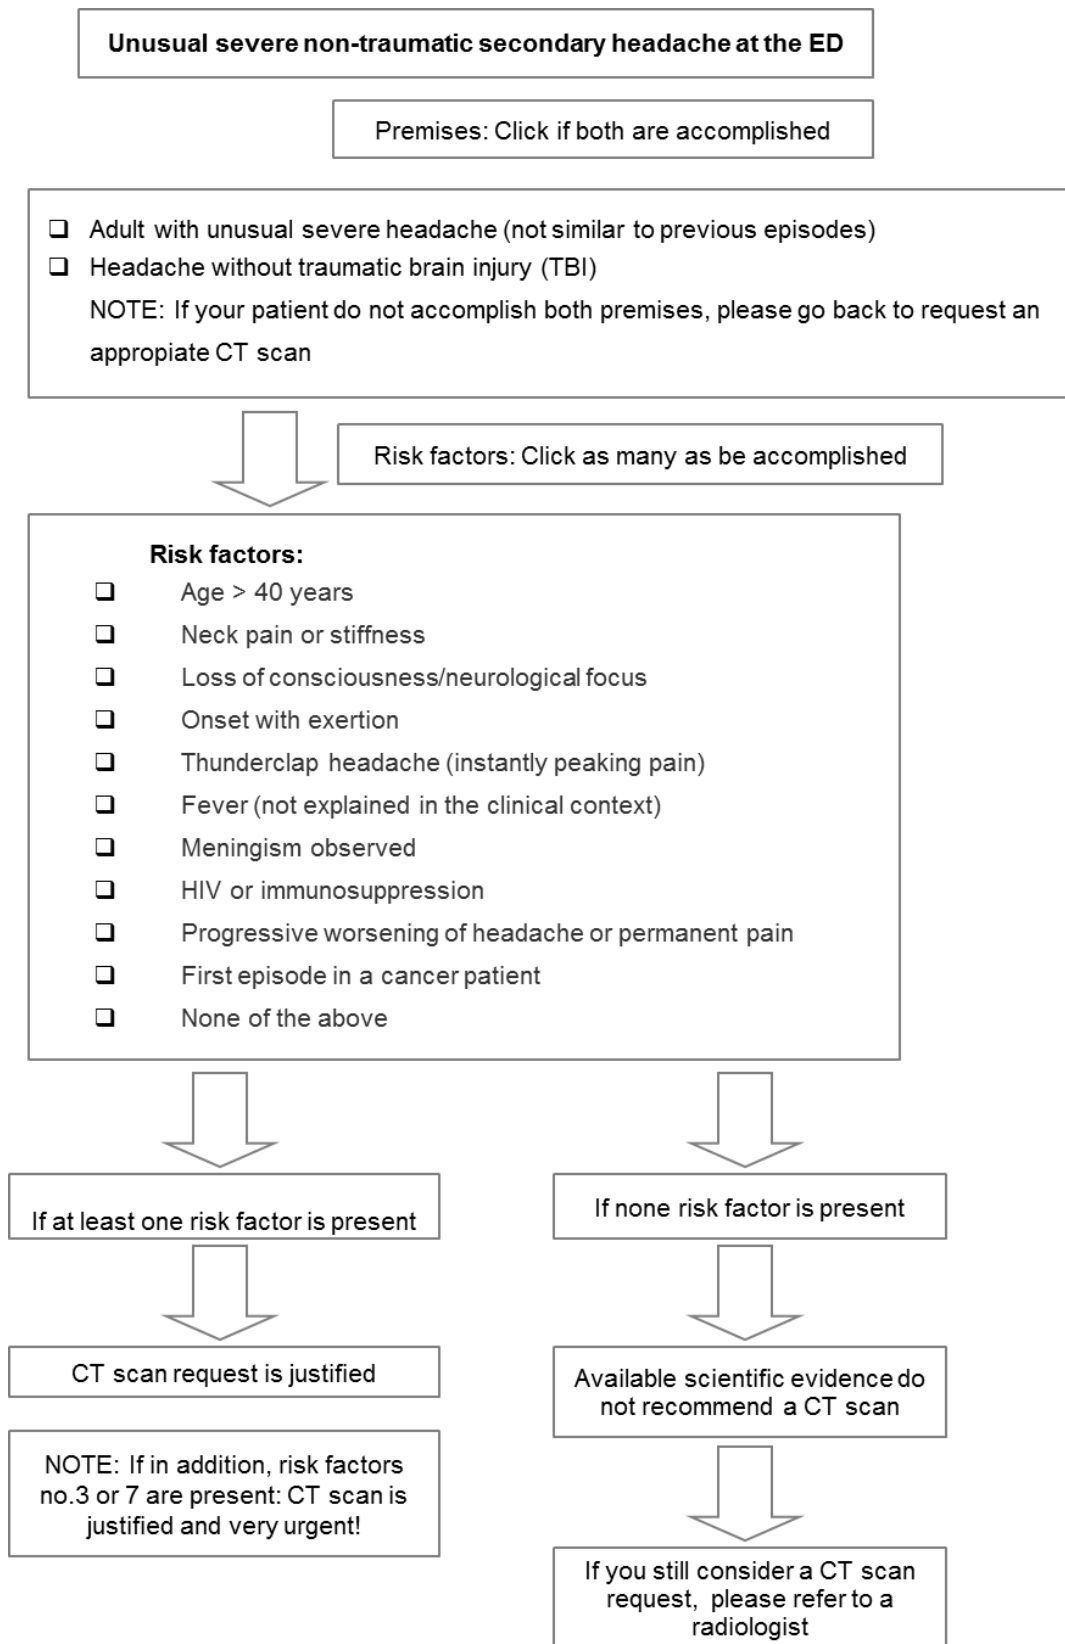 Unusual severe non-traumatic secondary headache at the ED
Premises: Click if both are accomplished
❑ Adult with unusual severe headache (not similar to previous episodes)
❑ Headache without traumatic brain injury (TBI)
NOTE: If your patient do not accomplish both premises, please go back to request an
appropiate CT scan
Risk factors: Click as many as be accomplished
Risk factors:
❑ Age > 40 years
❑ Neck pain or stiffness
❑ Loss of consciousness/neurological focus
❑ Onset with exertion
❑ Thunderclap headache (instantly peaking pain)
❑ Fever (not explained in the clinical context)
❑ Meningism observed
❑ HIV or immunosuppression
❑ Progressive worsening of headache or permanent pain
❑ First episode in a cancer patient
❑ None of the above
If at least one risk factor is present
CT scan request is justified
NOTE: If in addition, risk factors
no.3 or 7 are present: CT scan is
justified and very urgent!
If none risk factor is present
Available scientific evidence do
not recommend a CT scan
If you still consider a CT scan
request, please refer to a
radiologist